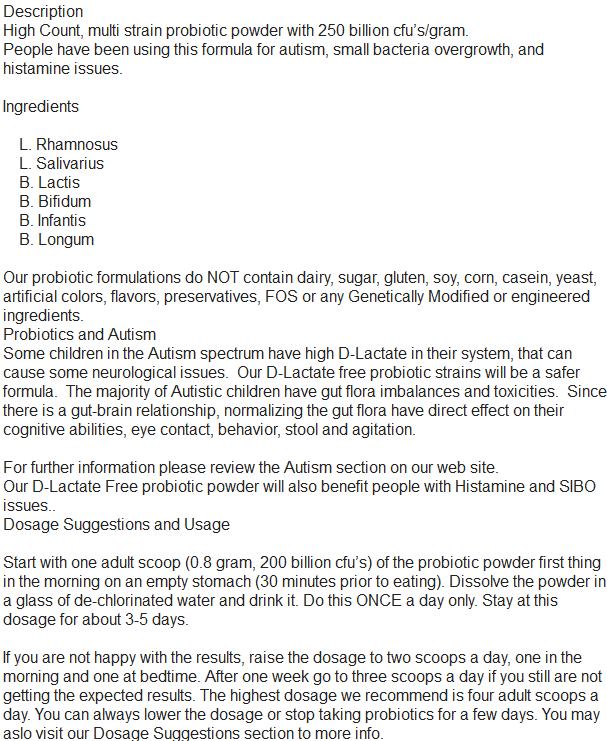 Description
High Count, multi strain probiotic powder with 250 billion cfu's/gram.
People have been using this formula for autism, small bacteria overgrowth, and
histamine issues.
Ingredients
L. Rhamnosus
L. Salivarius
B. Lactis
B. Bifidum
B. Infantis
B. Longum
Our probiotic formulations do NOT contain dairy, sugar, gluten, soy, corn, casein, yeast,
artificial colors, flavors, preservatives, FOS or any Genetically Modified or engineered
ingredients.
Probiotics and Autism
Some children in the Autism spectrum have high D-Lactate in their system, that can
cause some neurological issues.  Our D-Lactate free probiotic strains will be a safer
formula.  The majority of Autistic children have gut flora imbalances and toxicities.  Since
there is a gut-brain relationship, normalizing the gut flora have direct effect on their
cognitive abilities, eye contact, behavior, stool and agitation.
For further information please review the Autism section on our web site.
Our D-Lactate Free probiotic powder will also benefit people with Histamine and SIBO
issues..
Dosage Suggestions and Usage
Start with one adult scoop (0.8 gram, 200 billion cfu's) of the probiotic powder first thing
in the morning on an empty stomach (30 minutes prior to eating). Dissolve the powder in
a glass of de-chlorinated water and drink it. Do this ONCE a day only. Stay at this
dosage for about 3-5 days.
If you are not happy with the results, raise the dosage to two scoops a day, one in the
morning and one at bedtime. After one week go to three scoops a day if you still are not
getting the expected results. The highest dosage we recommend is four adult scoops a
day. You can always lower the dosage or stop taking probiotics for a few days. You may
aslo visit our Dosage Suggestions section to more info.